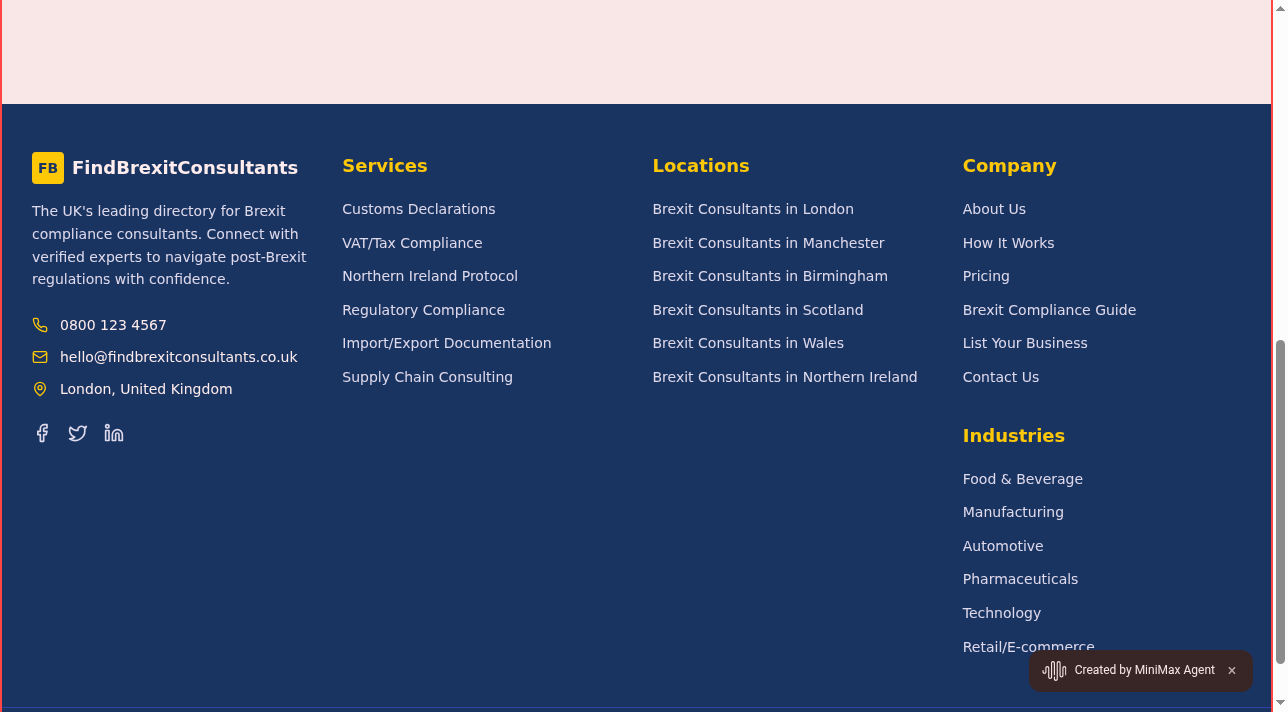 FB FindBrexitConsultants
The UK's leading directory for Brexit
compliance consultants. Connect with
verified experts to navigate post-Brexit
regulations with confidence.
0800 123 4567
hello@findbrexitconsultants.co.uk
London, United Kingdom
Services
Customs Declarations
VAT/Tax Compliance
Northern Ireland Protocol
Regulatory Compliance
Import/Export Documentation
Supply Chain Consulting
Locations
Brexit Consultants in London
Brexit Consultants in Manchester
Brexit Consultants in Birmingham
Brexit Consultants in Scotland
Brexit Consultants in Wales
Brexit Consultants in Northern Ireland
Company
About Us
How It Works
Pricing
Brexit Compliance Guide
List Your Business
Contact Us
Industries
Food & Beverage
Manufacturing
Automotive
Pharmaceuticals
Technology
Retail/E-commerce
Created by MiniMax Agent